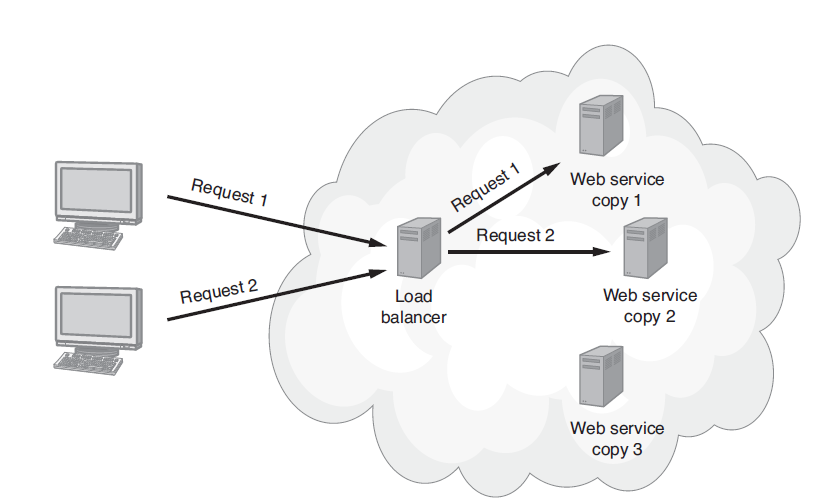 Request 1
Request 2
Load
balancer
Request 1
Request 2
Web service
copy 1
Web service
copy 2
Web service
copy 3